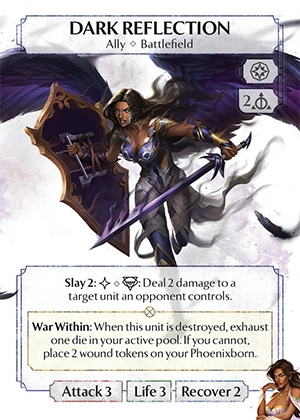 DARK REFLECTION
Ally ⋄ Battlefield
2
Slay 2: ⋄ : Deal 2 damage to a
target unit an opponent controls.
War Within: When this unit is destroyed, exhaust
one die in your active pool. If you cannot,
place 2 wound tokens on your Phoenixborn.
Attack 3 Life 3 Recover 2